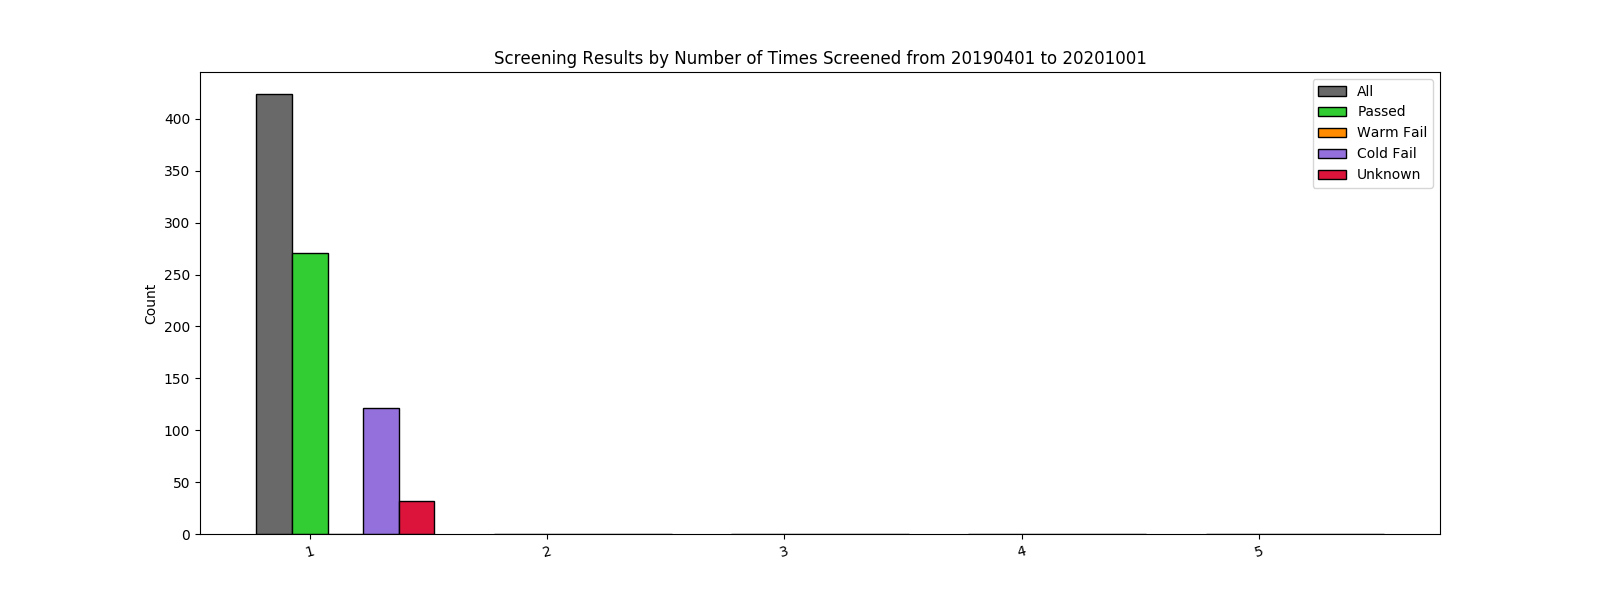 Screening Results by Number of Times Screened from 20190401 to 20201001
All
Passed
Warm Fail
Cold Fail
Unknown
Count
400
350
300
250
200
150
100
50
0
1 2 3 4 5